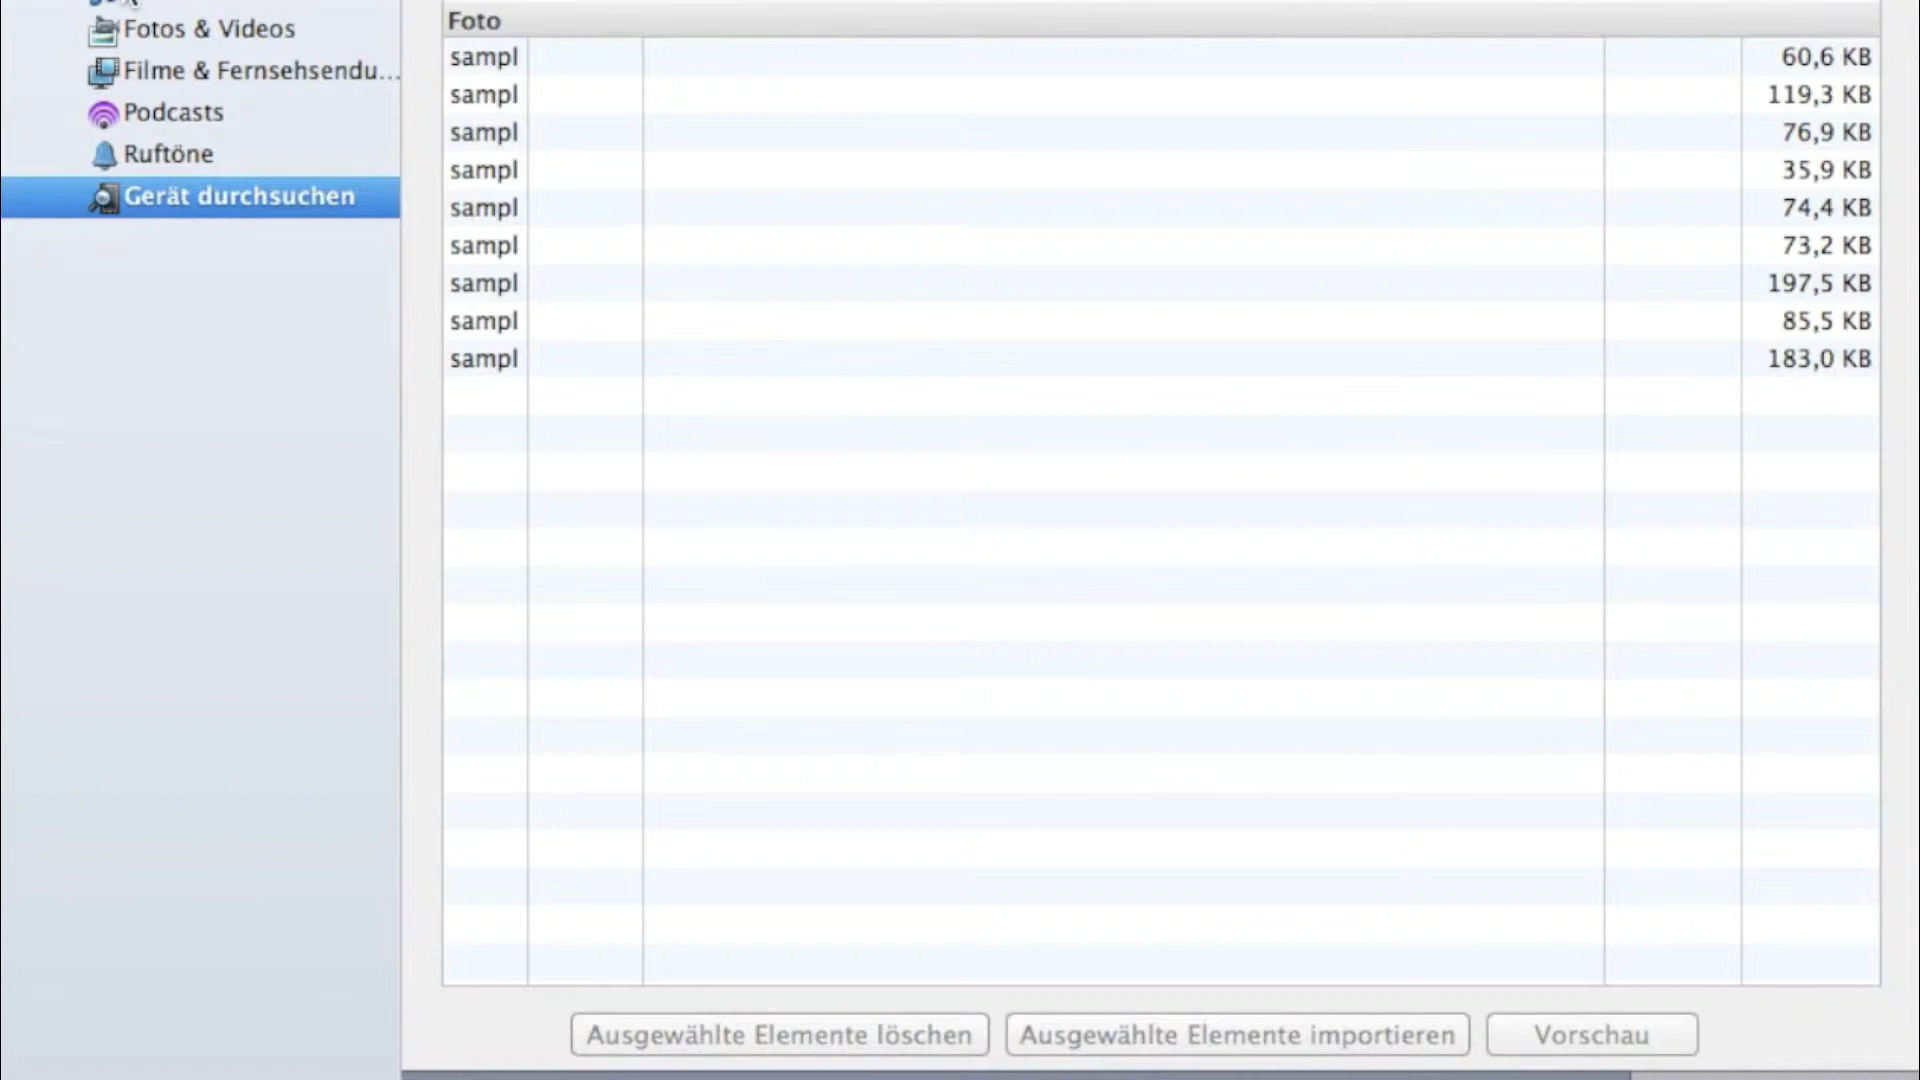 Fotos & Videos
Filme & Fernsehsendu...
Podcasts
Ruftöne
Gerät durchsuchen
Foto
sampl 60,6 KB
sampl 119,3 KB
sampl 76,9 KB
sampl 35,9 KB
sampl 74,4 KB
sampl 73,2 KB
sampl 197,5 KB
sampl 85,5 KB
sampl 183,0 KB
Ausgewählte Elemente löschen
Ausgewählte Elemente importieren
Vorschau